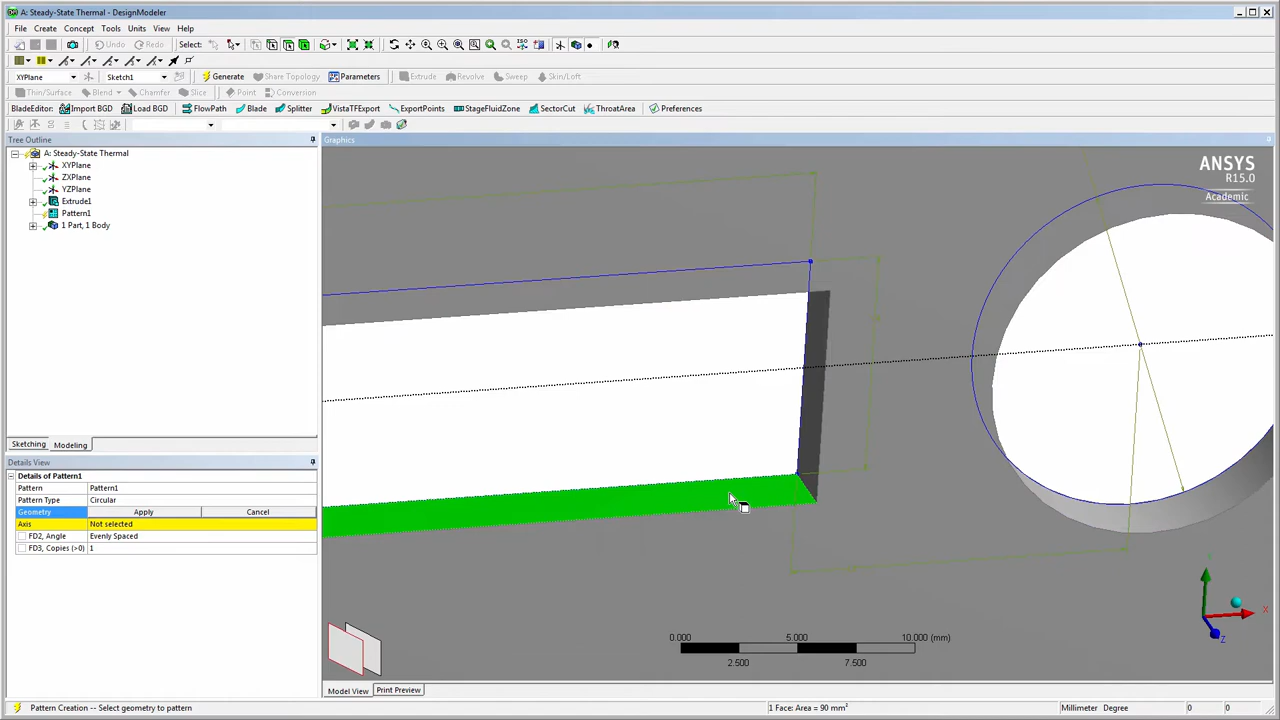 A: Steady-State Thermal - DesignModeler
File Create Concept Tools Units View Help
Undo Redo Select:
XYPlane Sketch1 Generate Share Topology Parameters Extrude Revolve Sweep Skin/Loft
Thin/Surface Blend Chamfer Slice Point Conversion
BladeEditor: Import BGD Load BGD FlowPath Blade Splitter VistaTFExport ExportPoints StageFluidZone SectorCut ThroatArea Preferences
Tree Outline
A: Steady-State Thermal
XYPlane
ZXPlane
YZPlane
Extrude1
Pattern1
1 Part, 1 Body
Sketching Modeling
Details View
Details of Pattern1
Pattern Pattern1
Pattern Type Circular
Geometry Apply Cancel
Axis Not selected
FD2, Angle Evenly Spaced
FD3, Copies (>0) 1
Graphics
ANSYS
R15.0
Academic
Y
X
Z
0.000 5.000 10.000 (mm)
2.500 7.500
Model View Print Preview
Pattern Creation -- Select geometry to pattern 1 Face: Area = 90 mm² Millimeter Degree 0 0